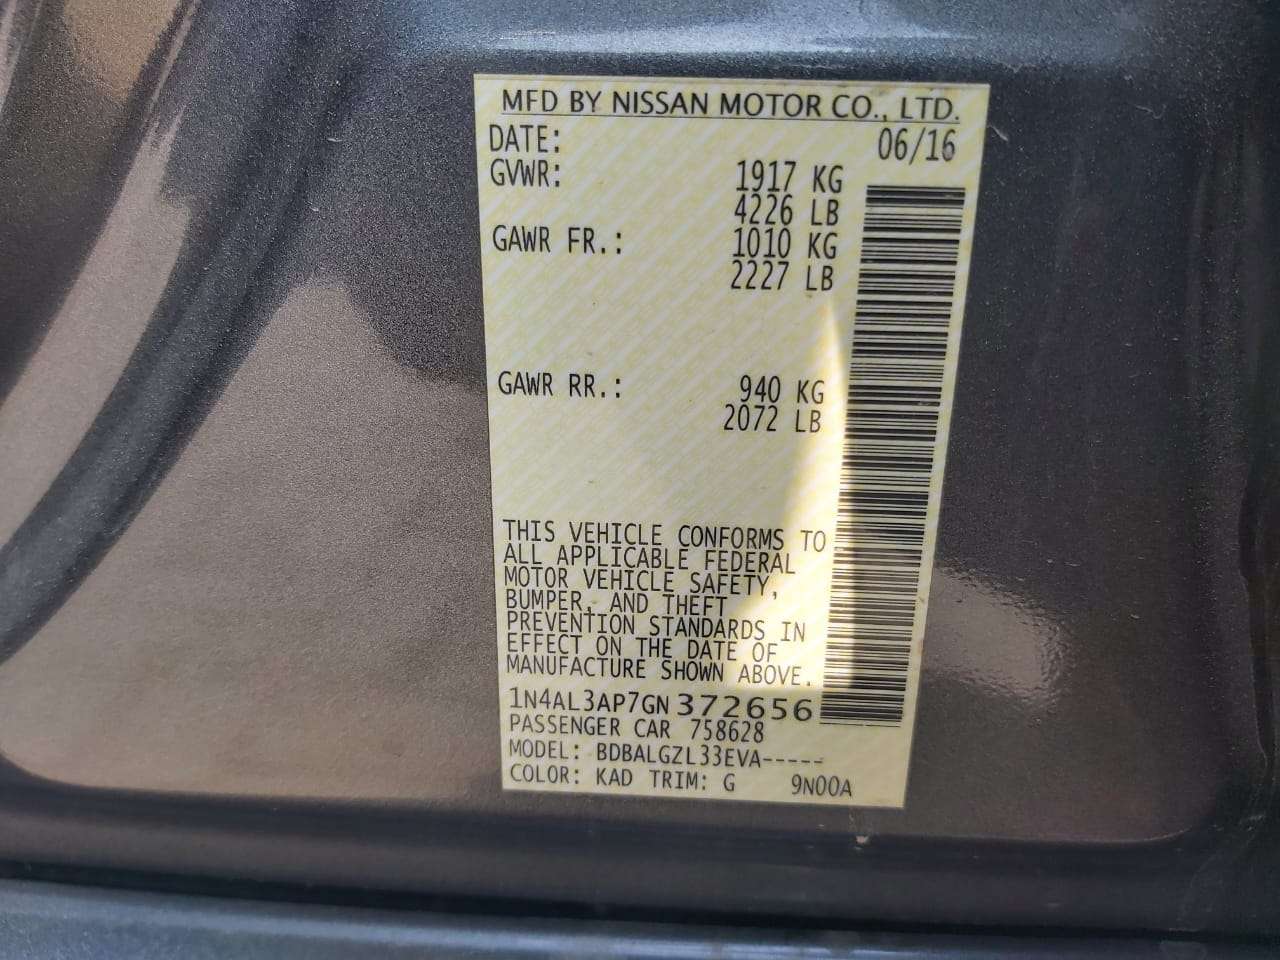 MFD BY NISSAN MOTOR CO., LTD.
DATE: 06/16
GVWR: 1917 KG
4226 LB
GAWR FR.: 1010 KG
2227 LB
GAWR RR.: 940 KG
2072 LB
THIS VEHICLE CONFORMS TO
ALL APPLICABLE FEDERAL
MOTOR VEHICLE SAFETY,
BUMPER, AND THEFT
PREVENTION STANDARDS IN
EFFECT ON THE DATE OF
MANUFACTURE SHOWN ABOVE.
1N4AL3AP7GN372656
PASSENGER CAR 758628
MODEL: BDBALGZL33EVA-----
COLOR: KAD TRIM: G 9N00A